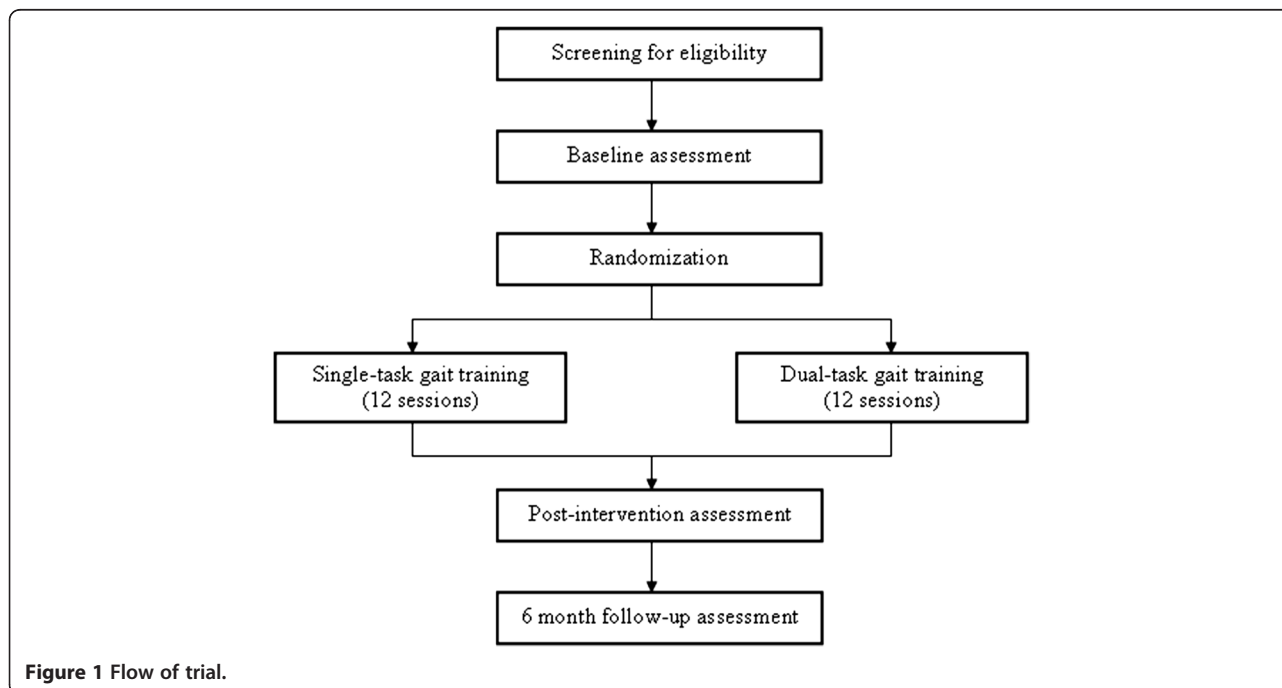 Screening for eligibility
Baseline assessment
Randomization
Single-task gait training
(12 sessions)
Dual-task gait training
(12 sessions)
Post-intervention assessment
6 month follow-up assessment
Figure 1 Flow of trial.